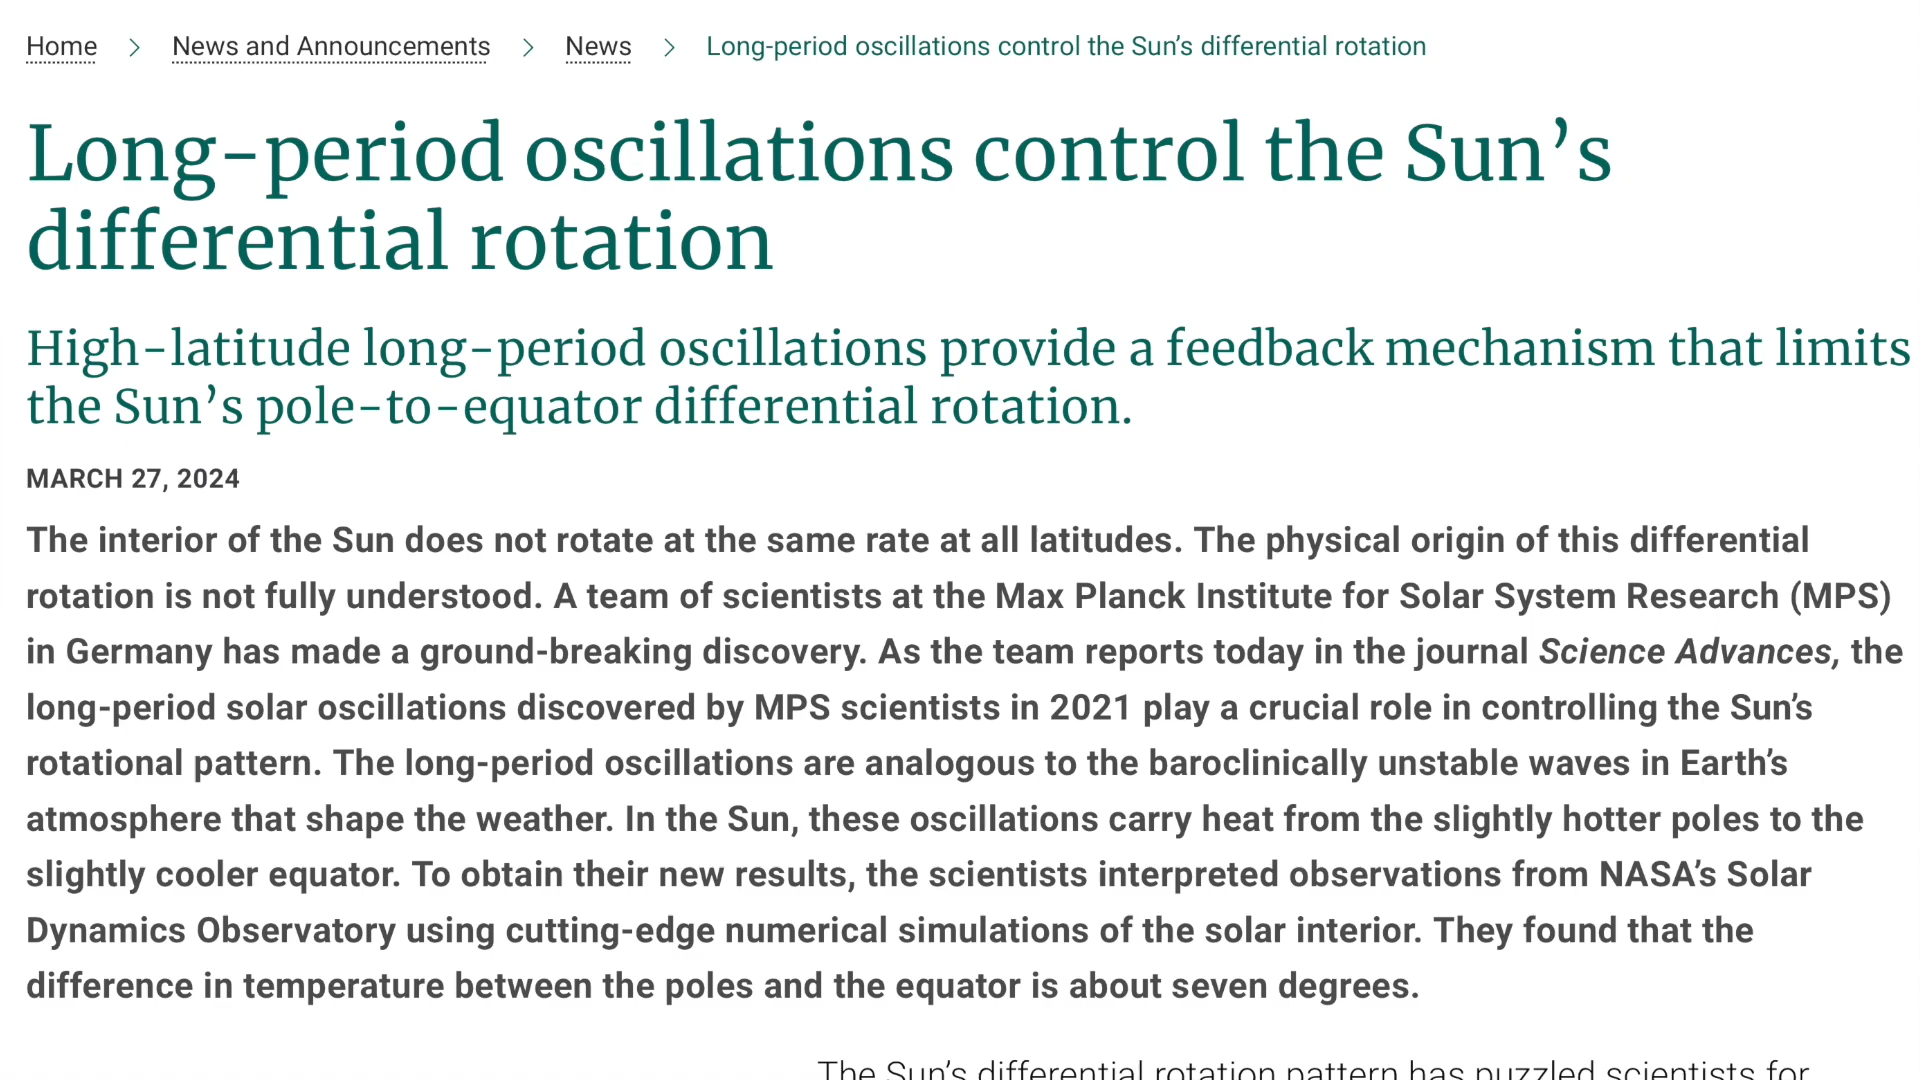 Home > News and Announcements > News > Long-period oscillations control the Sun’s differential rotation
Long-period oscillations control the Sun’s
differential rotation
High-latitude long-period oscillations provide a feedback mechanism that limits
the Sun’s pole-to-equator differential rotation.
MARCH 27, 2024
The interior of the Sun does not rotate at the same rate at all latitudes. The physical origin of this differential
rotation is not fully understood. A team of scientists at the Max Planck Institute for Solar System Research (MPS)
in Germany has made a ground-breaking discovery. As the team reports today in the journal Science Advances, the
long-period solar oscillations discovered by MPS scientists in 2021 play a crucial role in controlling the Sun’s
rotational pattern. The long-period oscillations are analogous to the baroclinically unstable waves in Earth’s
atmosphere that shape the weather. In the Sun, these oscillations carry heat from the slightly hotter poles to the
slightly cooler equator. To obtain their new results, the scientists interpreted observations from NASA’s Solar
Dynamics Observatory using cutting-edge numerical simulations of the solar interior. They found that the
difference in temperature between the poles and the equator is about seven degrees.
The Sun’s differential rotation pattern has puzzled scientists for